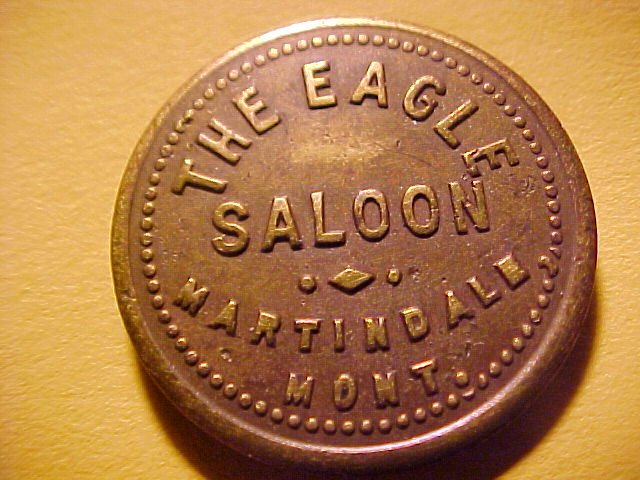 THE EAGLE
SALOON
MARTINDALE,
MONT.